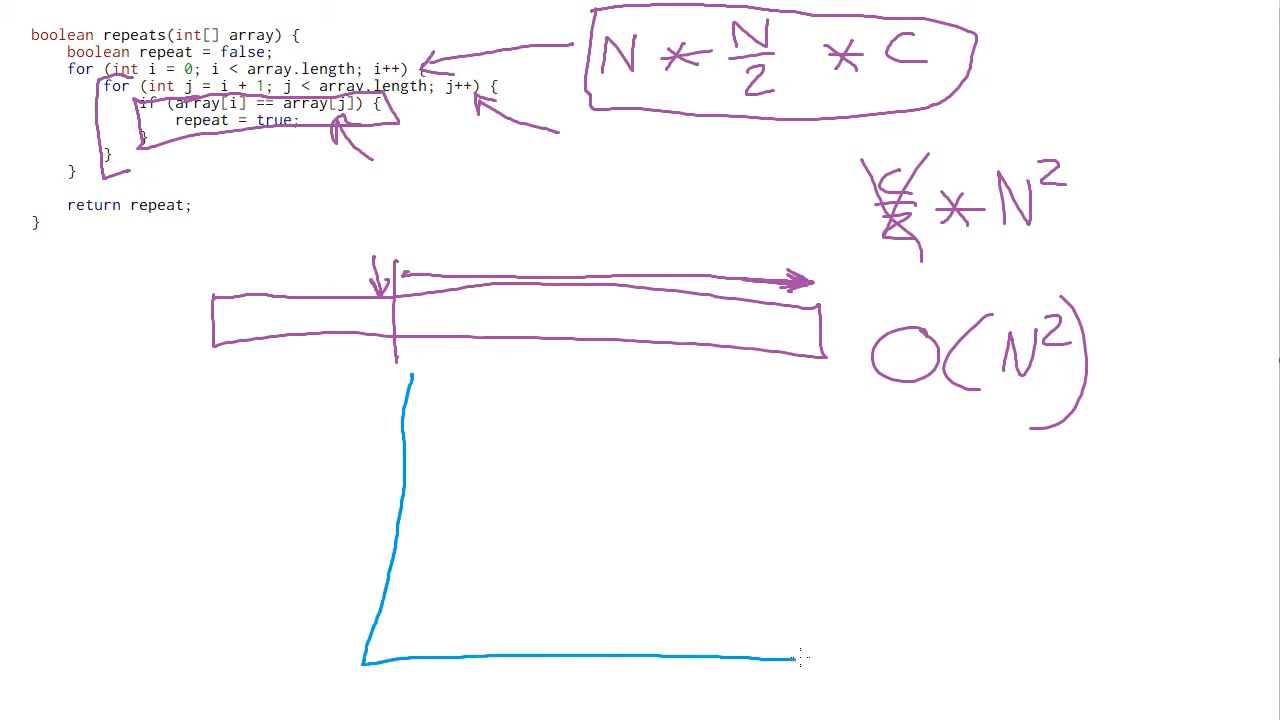 boolean repeats(int[] array) {
    boolean repeat = false;
    for (int i = 0; i < array.length; i++) {
        for (int j = i + 1; j < array.length; j++) {
            if (array[i] == array[j]) {
                repeat = true;
            }
        }
    }

    return repeat;
}
N * N/2 * C
C/2 * N²
O(N²)